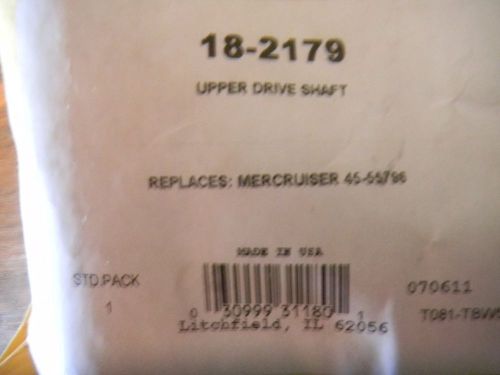 18-2179
UPPER DRIVE SHAFT
REPLACES: MERCRUISER 45-55796
MADE IN USA
STD.PACK
1
070611
0 30999 31180 1
Litchfield, IL 62056